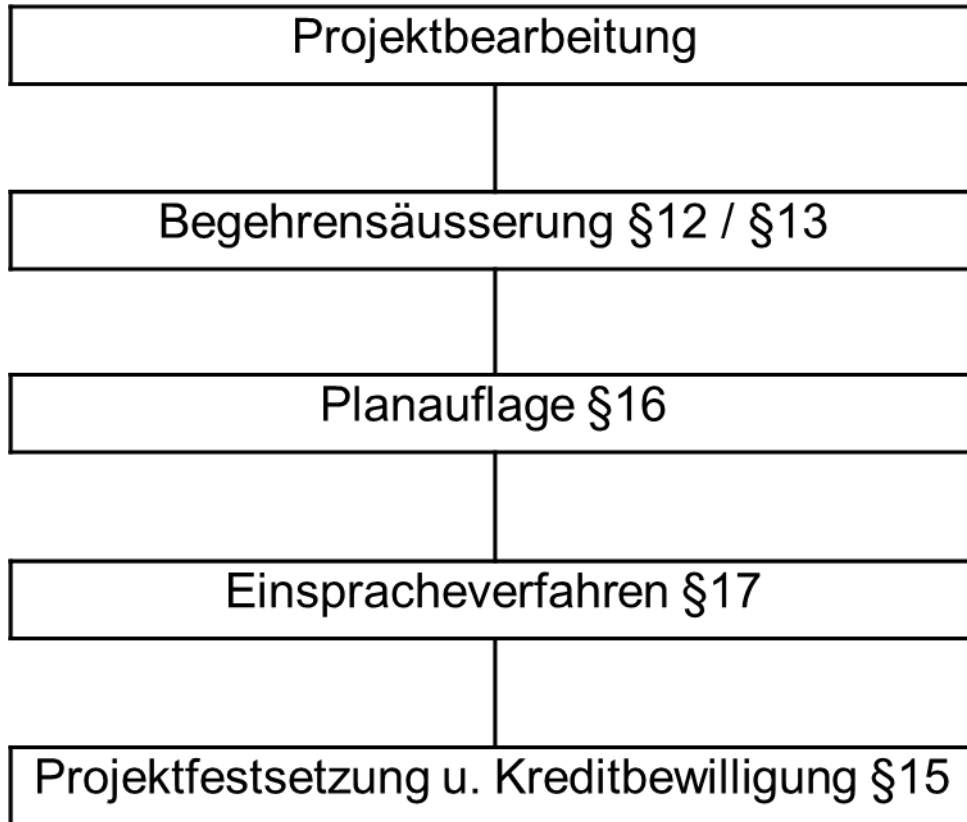 Projektbearbeitung
Begehrensäusserung §12 / §13
Planauflage §16
Einspracheverfahren §17
Projektfestsetzung u. Kreditbewilligung §15